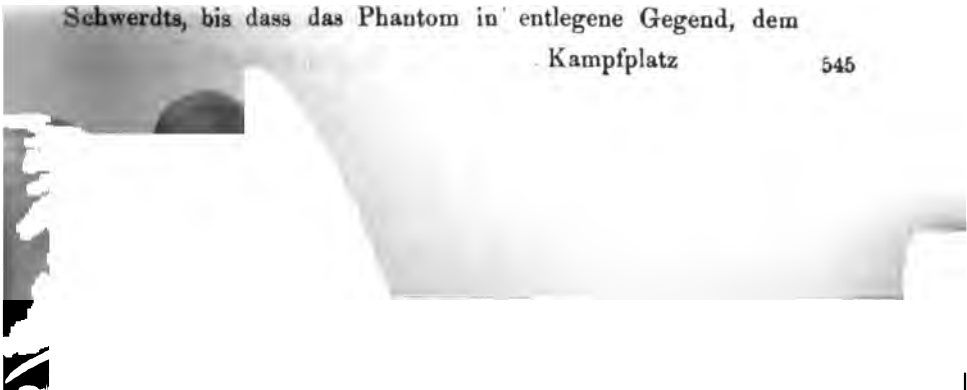 Schwerdts, bis dass das Phantom in entlegene Gegend, dem
Kampfplatz 545